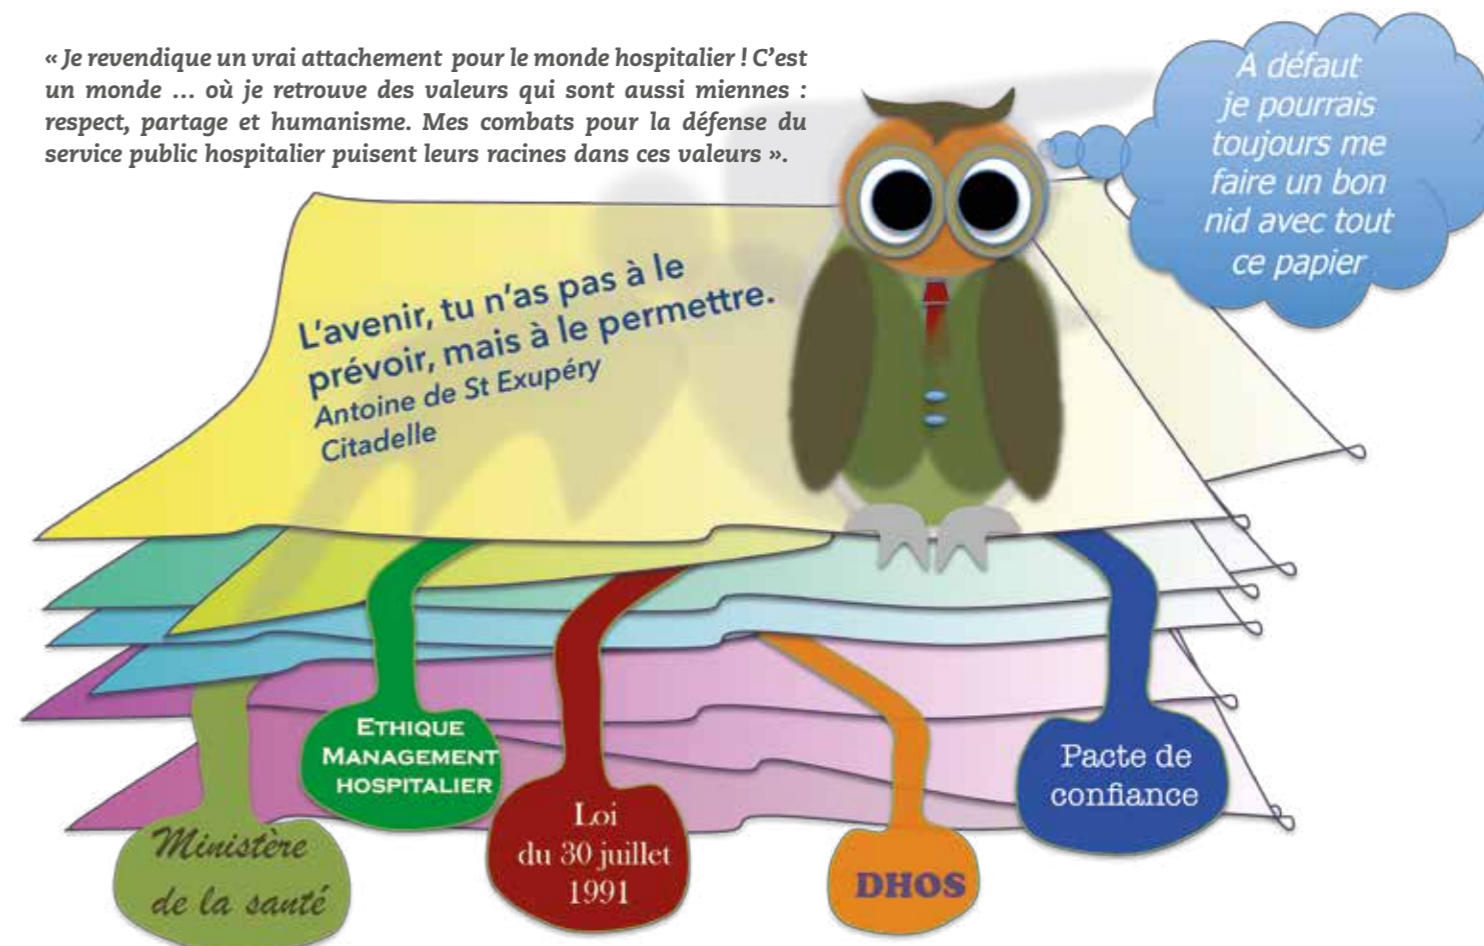 « Je revendique un vrai attachement pour le monde hospitalier ! C'est
un monde ... où je retrouve des valeurs qui sont aussi miennes :
respect, partage et humanisme. Mes combats pour la défense du
service public hospitalier puisent leurs racines dans ces valeurs ».
A défaut
je pourrais
toujours me
faire un bon
nid avec tout
ce papier
L'avenir, tu n'as pas à le
prévoir, mais à le permettre.
Antoine de St Exupéry
Citadelle
ETHIQUE
MANAGEMENT
HOSPITALIER
Pacte de
confiance
Loi
du 30 juillet
1991
Ministère
de la santé
DHOS